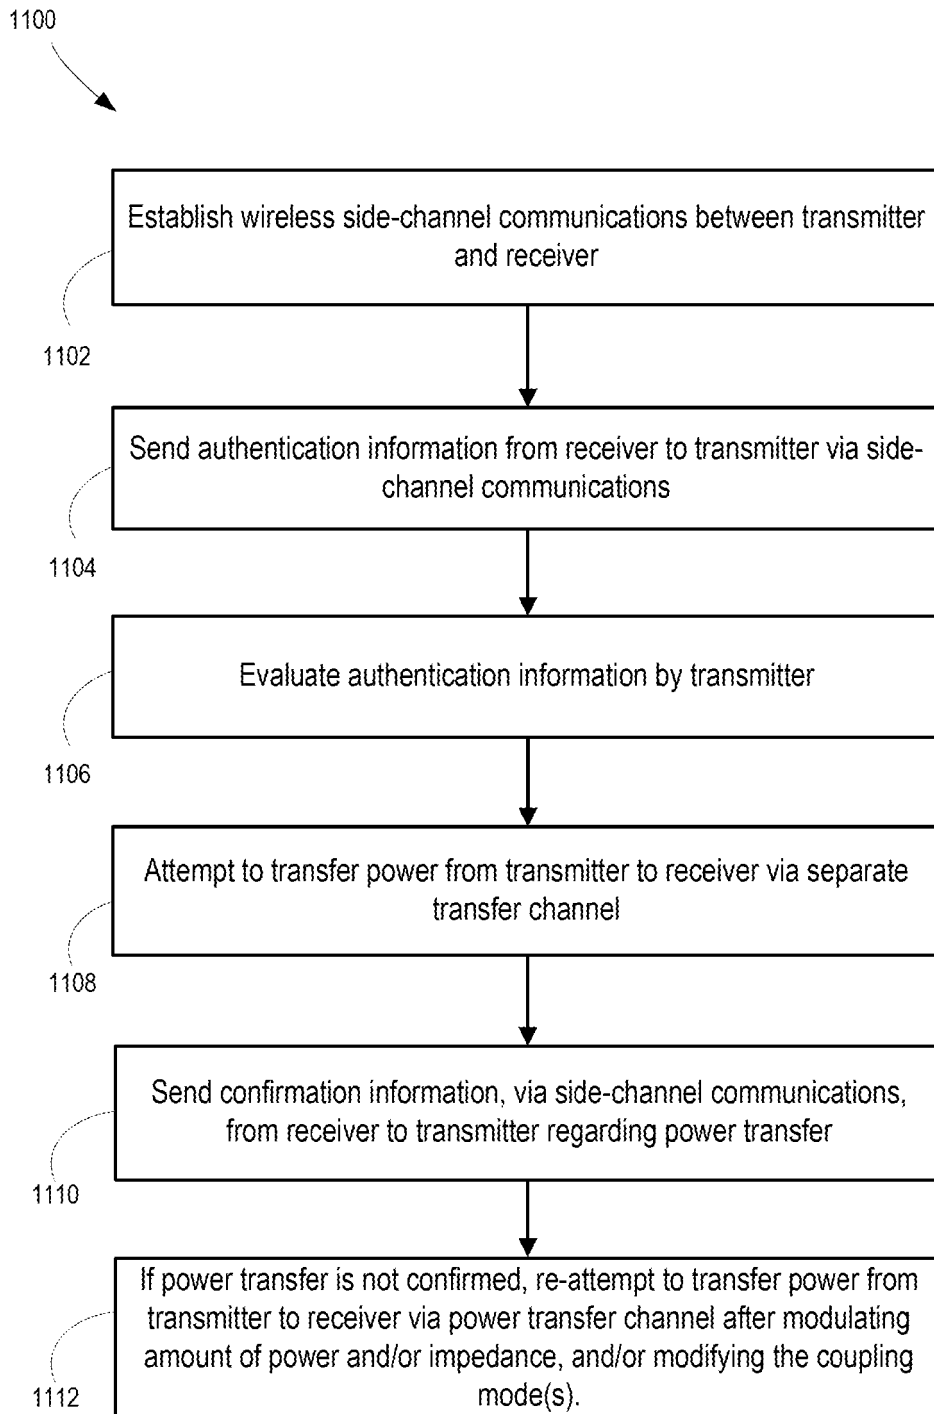 1100
Establish wireless side-channel communications between transmitter
and receiver
1102
Send authentication information from receiver to transmitter via side-
channel communications
1104
Evaluate authentication information by transmitter
1106
Attempt to transfer power from transmitter to receiver via separate
transfer channel
1108
Send confirmation information, via side-channel communications,
from receiver to transmitter regarding power transfer
1110
If power transfer is not confirmed, re-attempt to transfer power from
transmitter to receiver via power transfer channel after modulating
amount of power and/or impedance, and/or modifying the coupling
mode(s).
1112